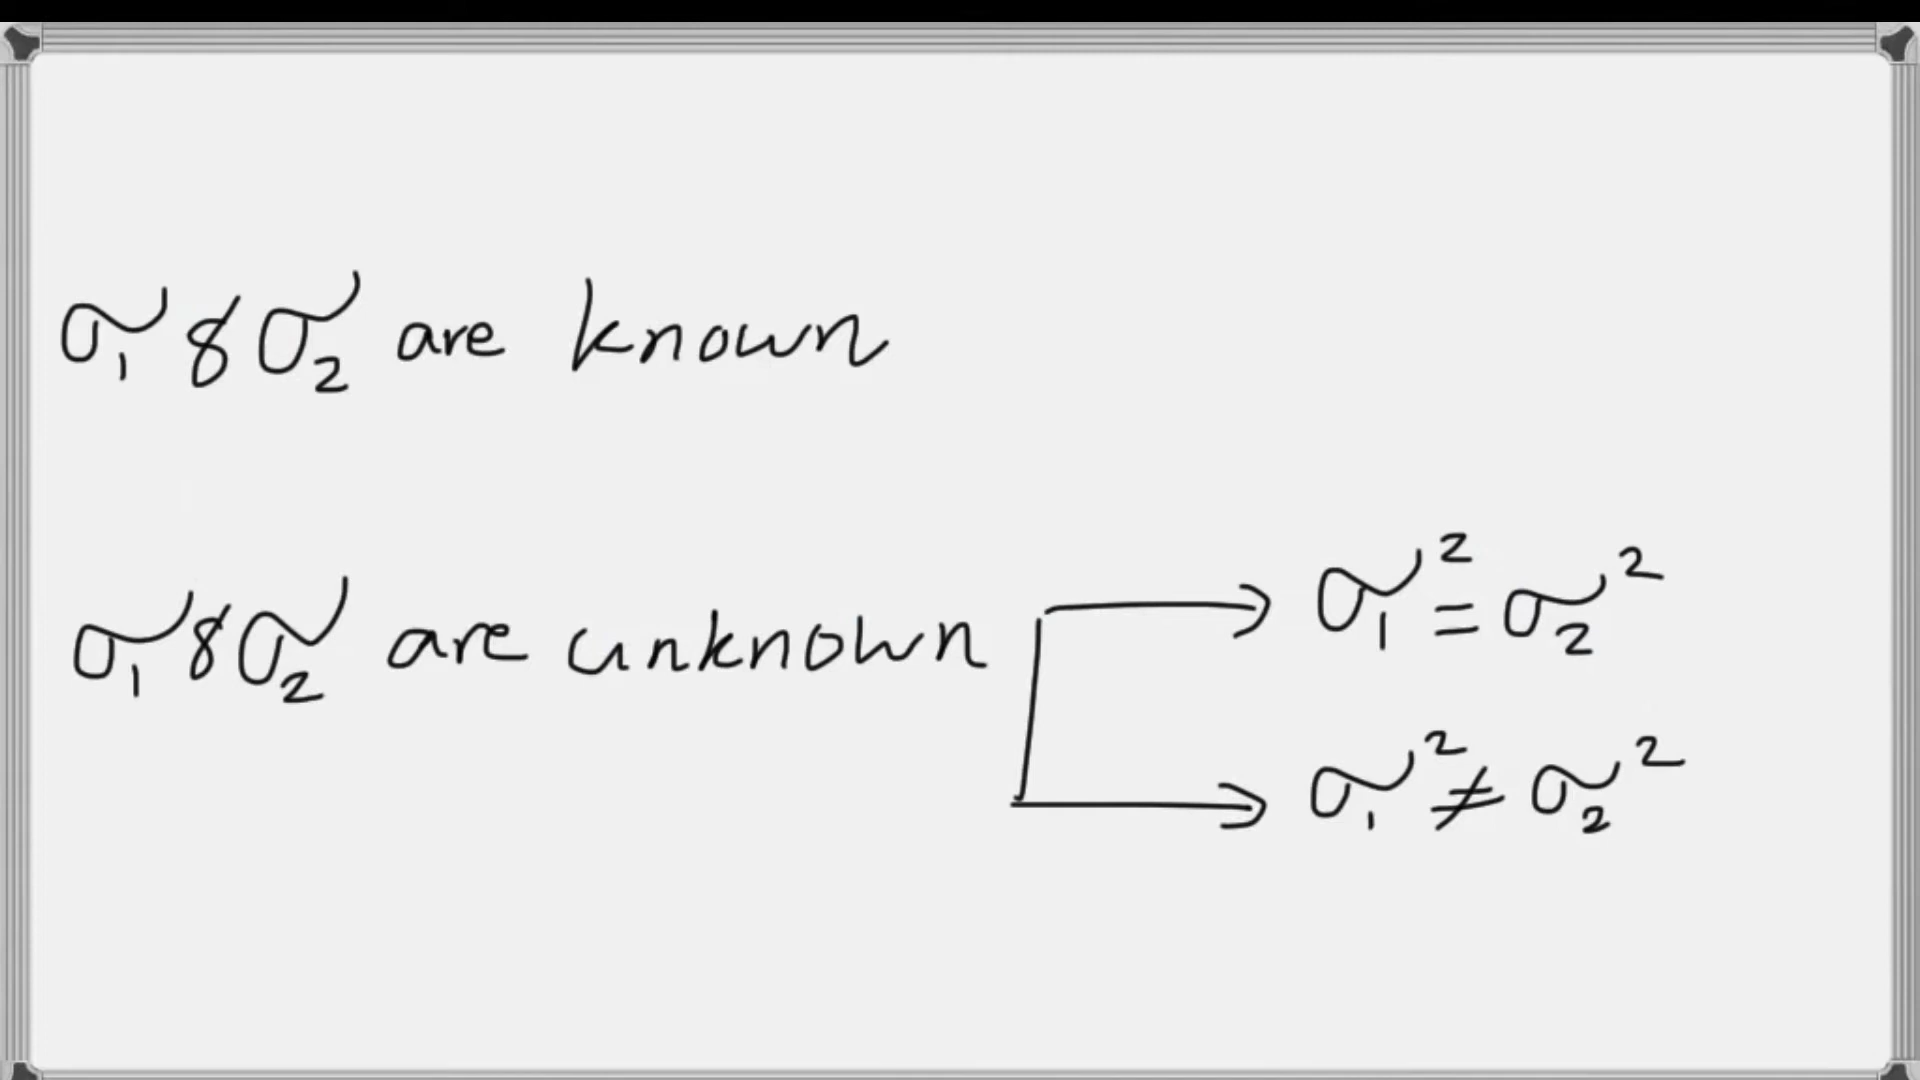 σ₁ & σ₂ are known
σ₁² = σ₂²
σ₁ & σ₂ are unknown
σ₁² ≠ σ₂²